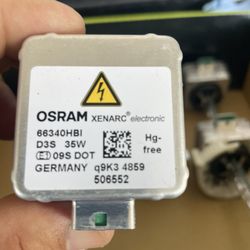 OSRAM XENARC electronic
66340HBI
D3S 35W
Hg-
free
E1 09S DOT
GERMANY q9K3 4859
506552